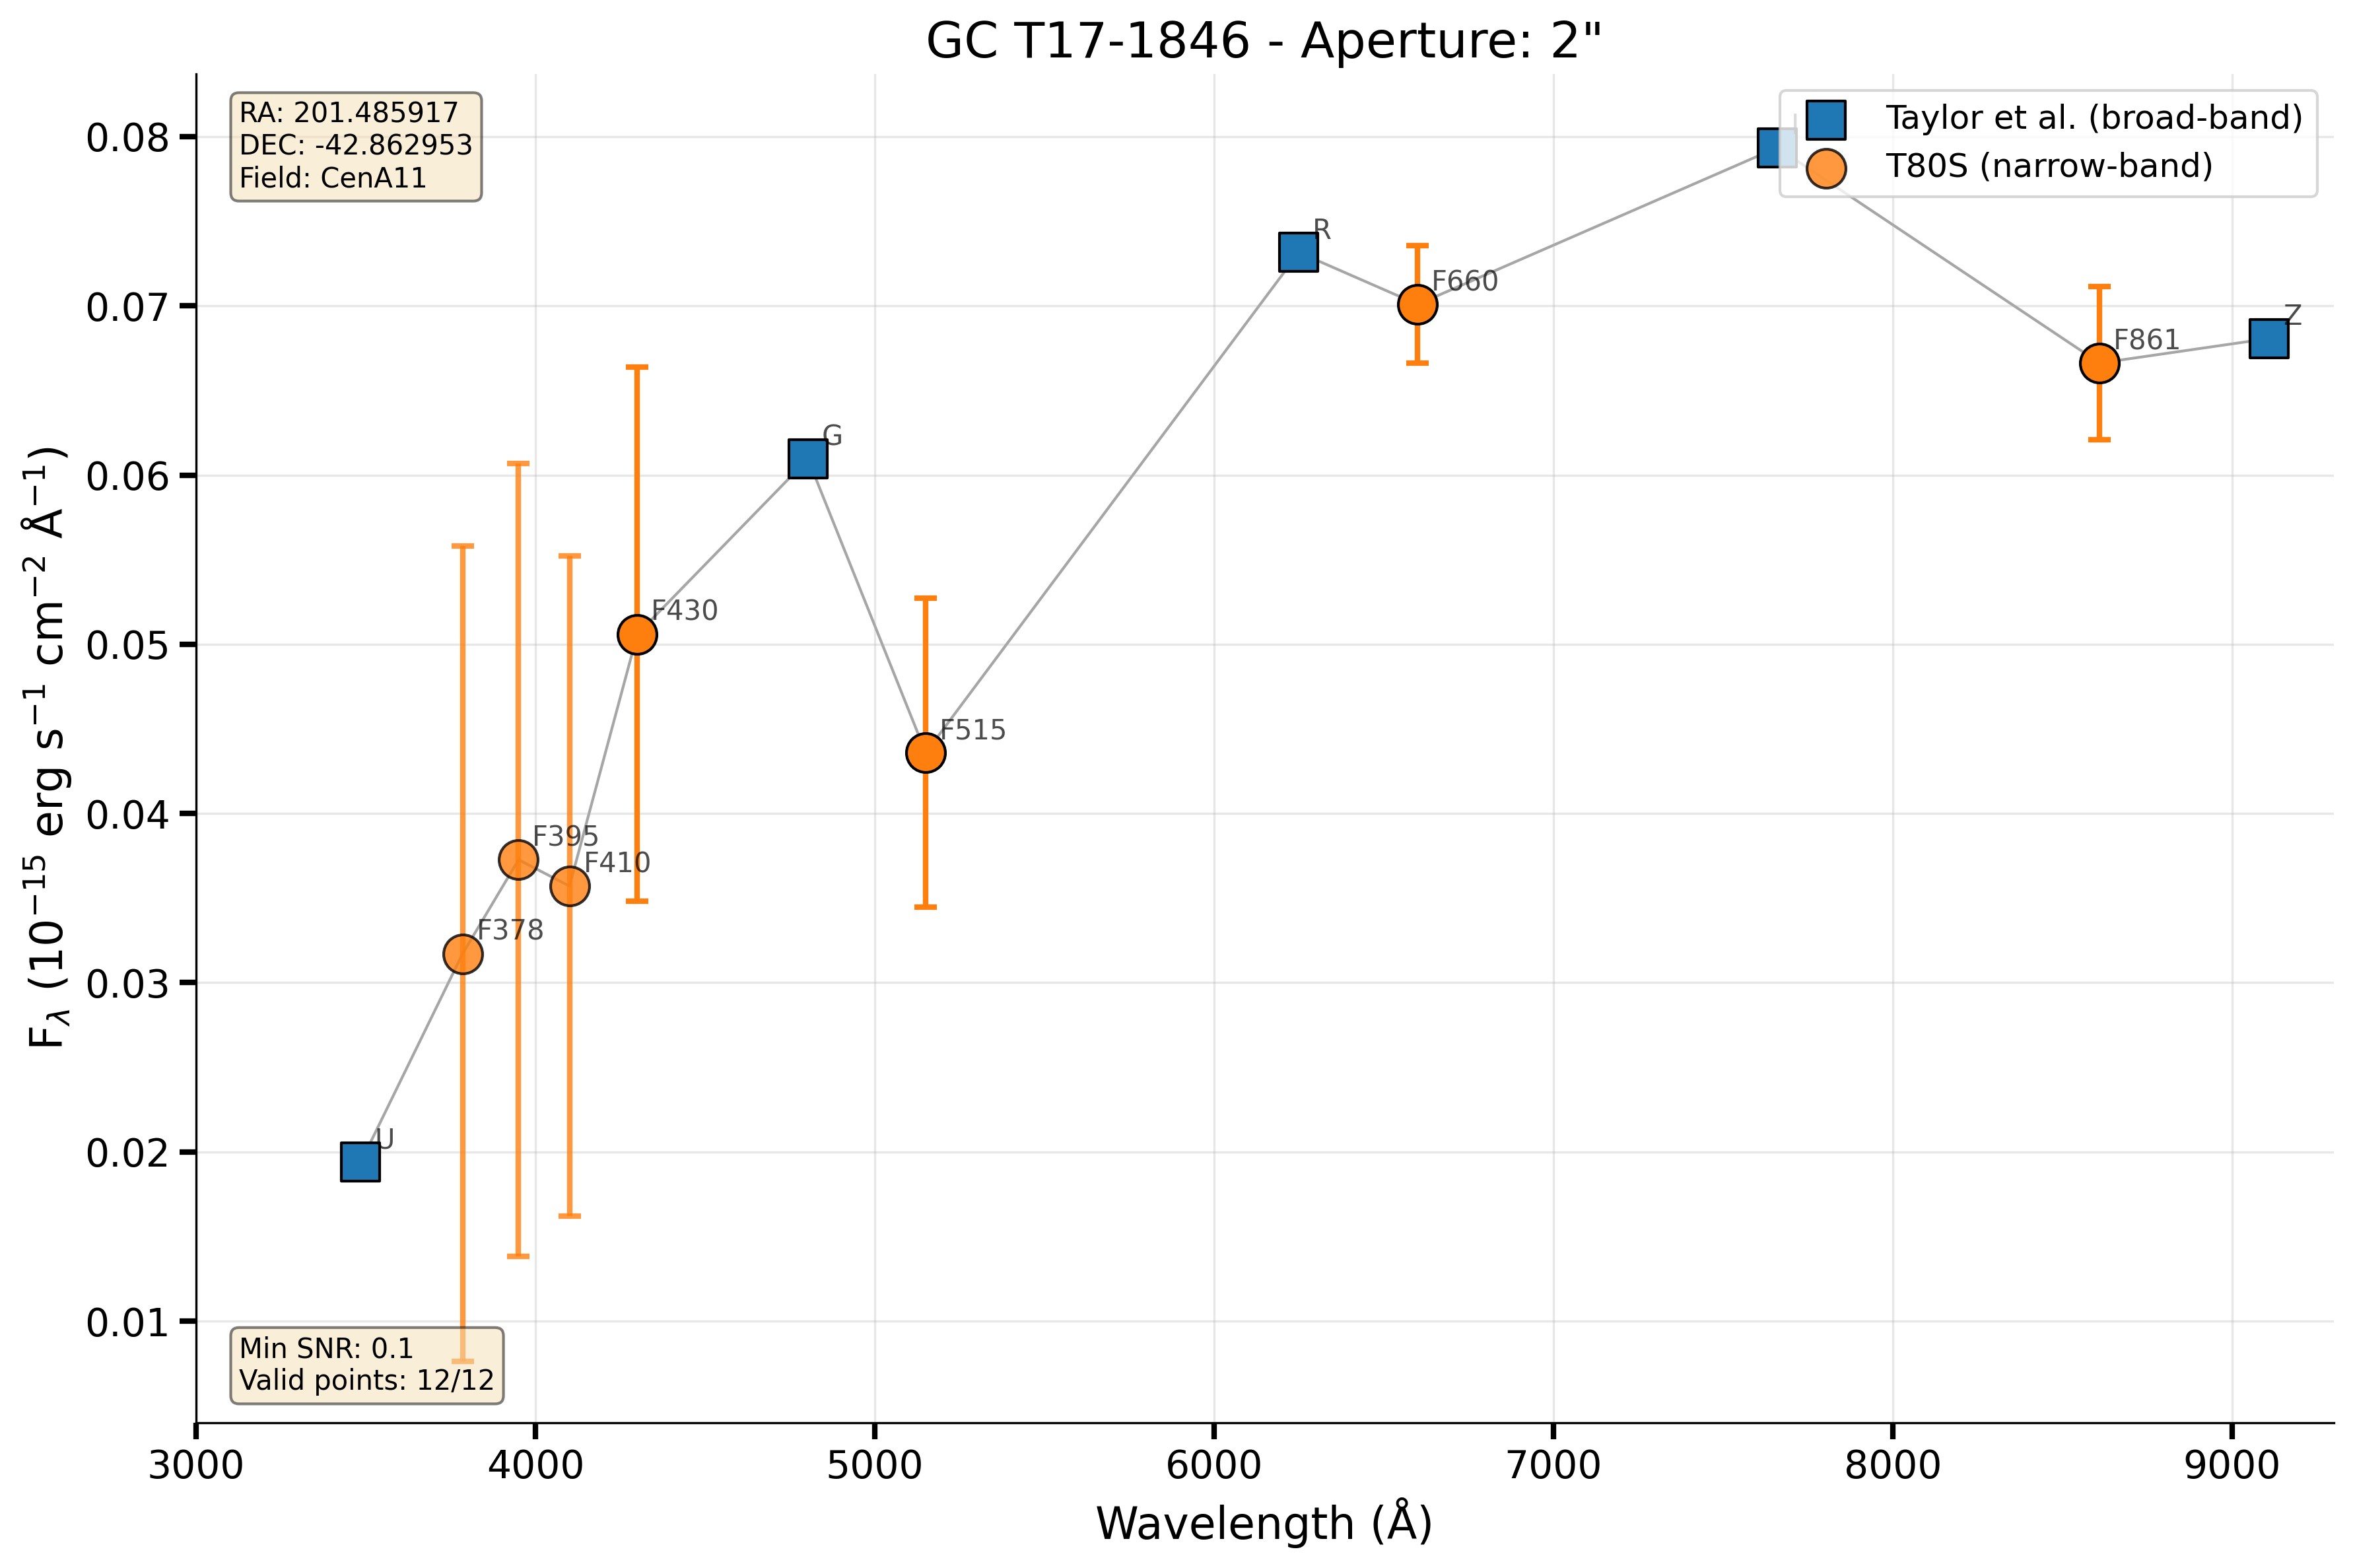 GC T17-1846 - Aperture: 2"
RA: 201.485917
DEC: -42.862953
Field: CenA11
Taylor et al. (broad-band)
T80S (narrow-band)
0.08
0.07
0.06
0.05
0.04
0.03
0.02
0.01
F$_{λ}$ (10$^{-15}$ erg s$^{-1}$ cm$^{-2}$ Å$^{-1}$)
U
F378
F395
F410
F430
G
F515
R
F660
I
F861
Z
Min SNR: 0.1
Valid points: 12/12
3000 4000 5000 6000 7000 8000 9000
Wavelength (Å)